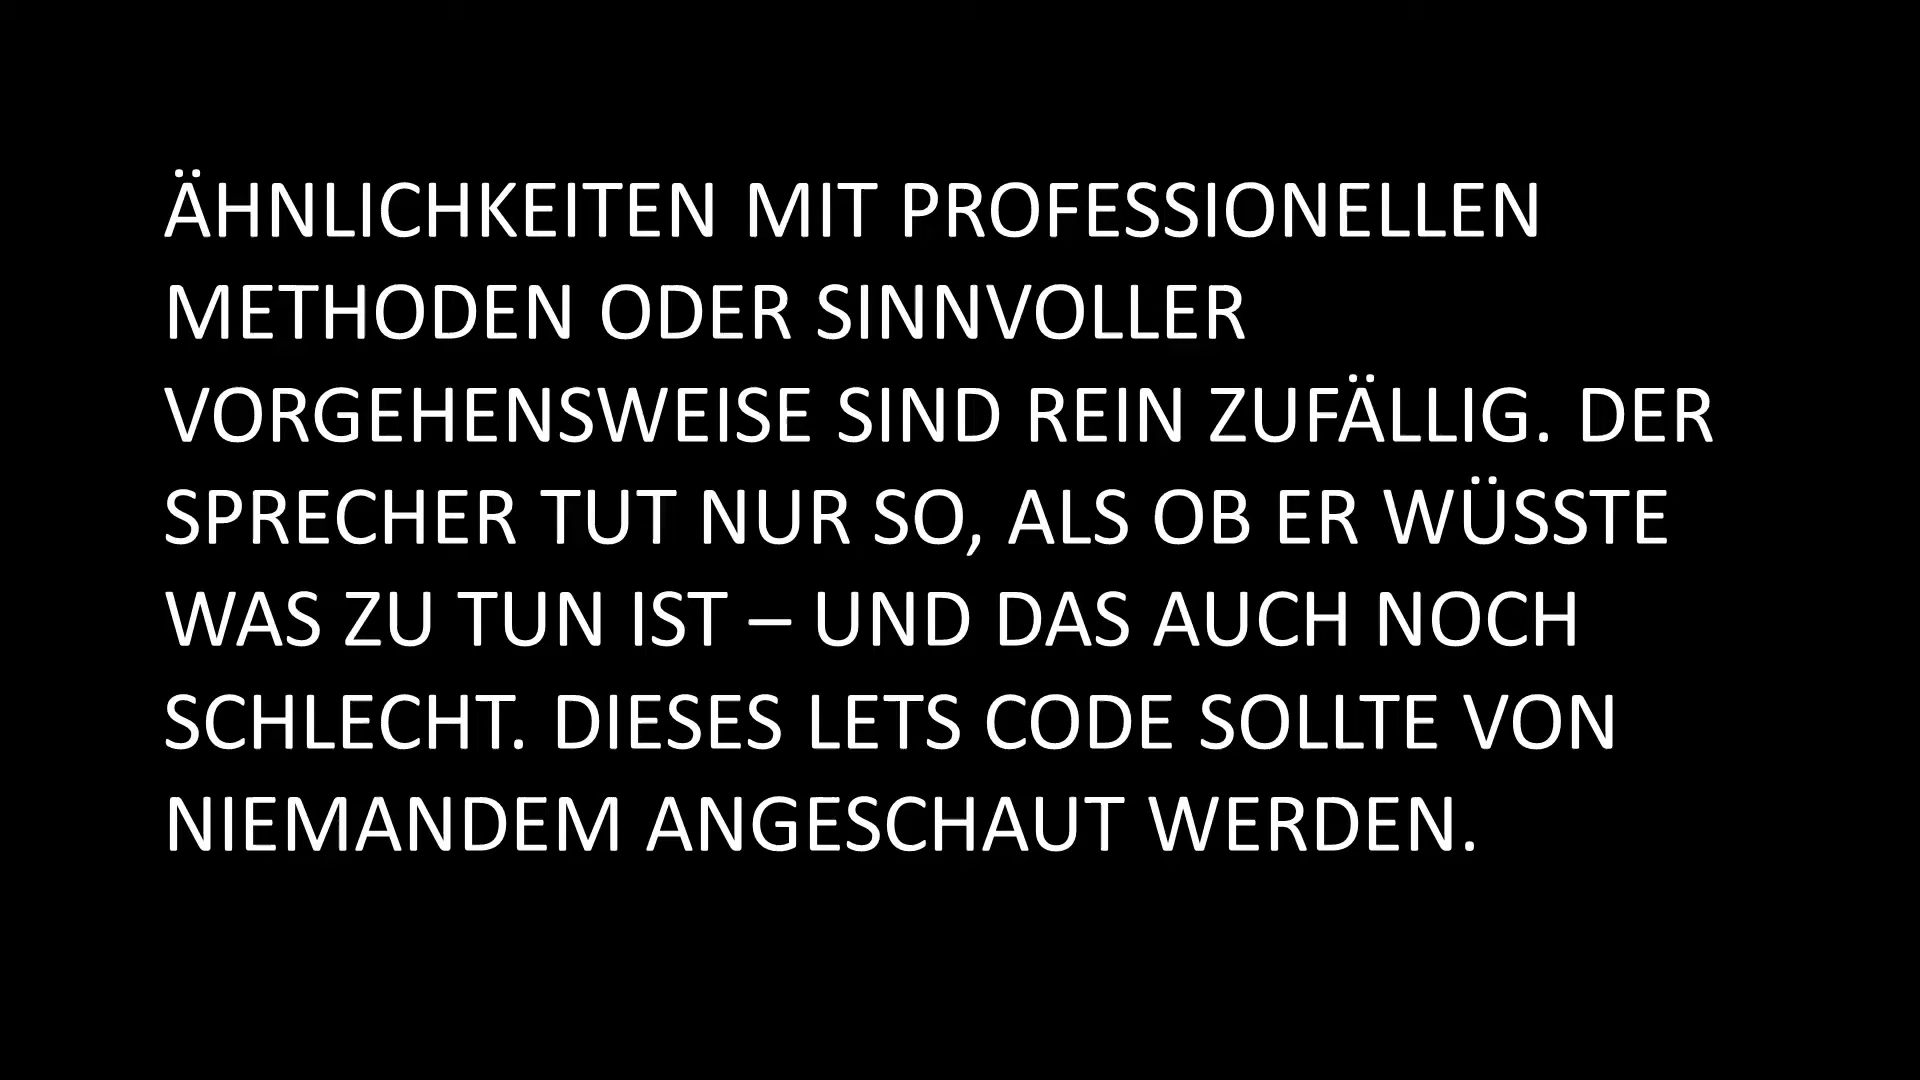 ÄHNLICHKEITEN MIT PROFESSIONELLEN
METHODEN ODER SINNVOLLER
VORGEHENSWEISE SIND REIN ZUFÄLLIG. DER
SPRECHER TUT NUR SO, ALS OB ER WÜSSTE
WAS ZU TUN IST – UND DAS AUCH NOCH
SCHLECHT. DIESES LETS CODE SOLLTE VON
NIEMANDEM ANGESCHAUT WERDEN.